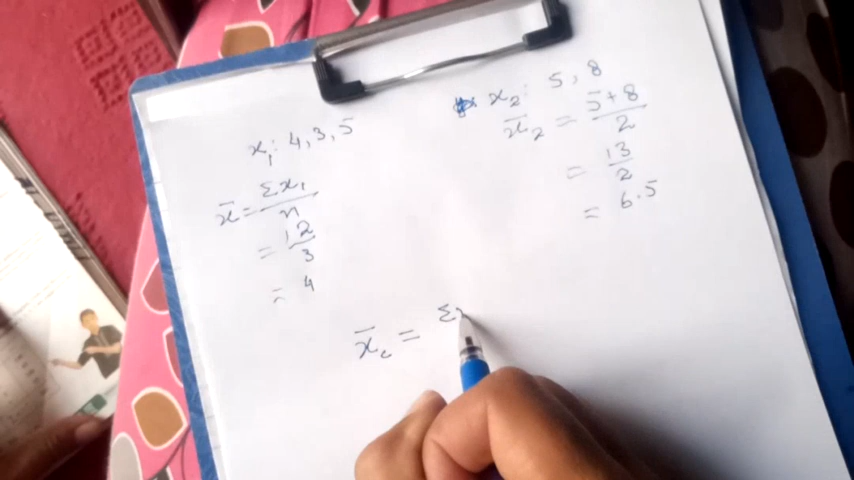 x₁: 4, 3, 5
x̄ = Σx₁/n
= 12/3
= 4
x₂: 5, 8
x̄₂ = 5+8/2
= 13/2
= 6.5
x̄c = Σx